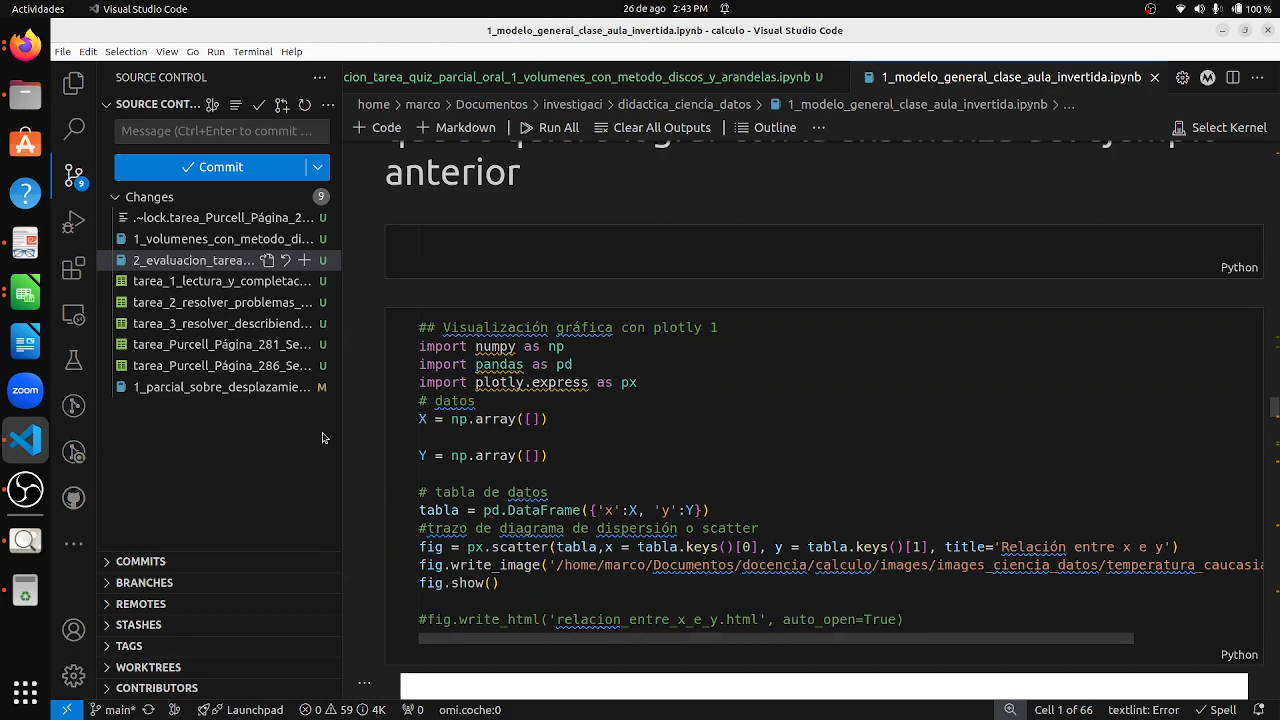 Actividades
Visual Studio Code
26 de ago 2:43 PM
100 %
1_modelo_general_clase_aula_invertida.ipynb - calculo - Visual Studio Code
File Edit Selection View Go Run Terminal Help
SOURCE CONTROL
cion_tarea_quiz_parcial_oral_1_volumenes_con_metodo_discos_y_arandelas.ipynb U
1_modelo_general_clase_aula_invertida.ipynb
SOURCE CONT...
home > marco > Documentos > investigaci > didactica_ciencia_datos > 1_modelo_general_clase_aula_invertida.ipynb > ...
Message (Ctrl+Enter to commit ...
Code Markdown Run All Clear All Outputs Outline ... Select Kernel
Commit
anterior
Changes 9
.~lock.tarea_Purcell_Página_2... U
1_volumenes_con_metodo_di... U
2_evaluacion_tarea... U
tarea_1_lectura_y_completac... U
tarea_2_resolver_problemas_... U
tarea_3_resolver_describiend... U
tarea_Purcell_Página_281_Se... U
tarea_Purcell_Página_286_Se... U
1_parcial_sobre_desplazamie... M
COMMITS
BRANCHES
REMOTES
STASHES
TAGS
WORKTREES
CONTRIBUTORS
Python
## Visualización gráfica con plotly 1
import numpy as np
import pandas as pd
import plotly.express as px
# datos
X = np.array([])
Y = np.array([])
# tabla de datos
tabla = pd.DataFrame({'x':X, 'y':Y})
#trazo de diagrama de dispersión o scatter
fig = px.scatter(tabla,x = tabla.keys()[0], y = tabla.keys()[1], title='Relación entre x e y')
fig.write_image('/home/marco/Documentos/docencia/calculo/images/images_ciencia_datos/temperatura_caucasia
fig.show()
#fig.write_html('relacion_entre_x_e_y.html', auto_open=True)
Python
zoom
9
main* Launchpad 0 59 4K 0 omi.coche:0 Cell 1 of 66 textlint: Error Spell